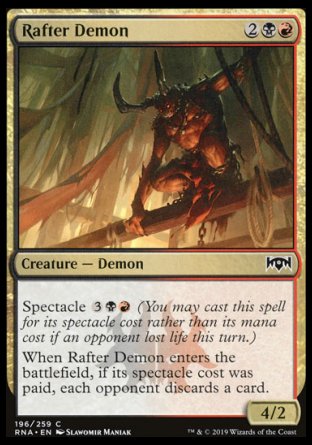 Rafter Demon 2
Creature — Demon
Spectacle 3 (You may cast this spell
for its spectacle cost rather than its mana
cost if an opponent lost life this turn.)
When Rafter Demon enters the
battlefield, if its spectacle cost was
paid, each opponent discards a card.
4/2
196/259 C
RNA • EN SLAWOMIR MANIAK ™ & © 2019 Wizards of the Coast